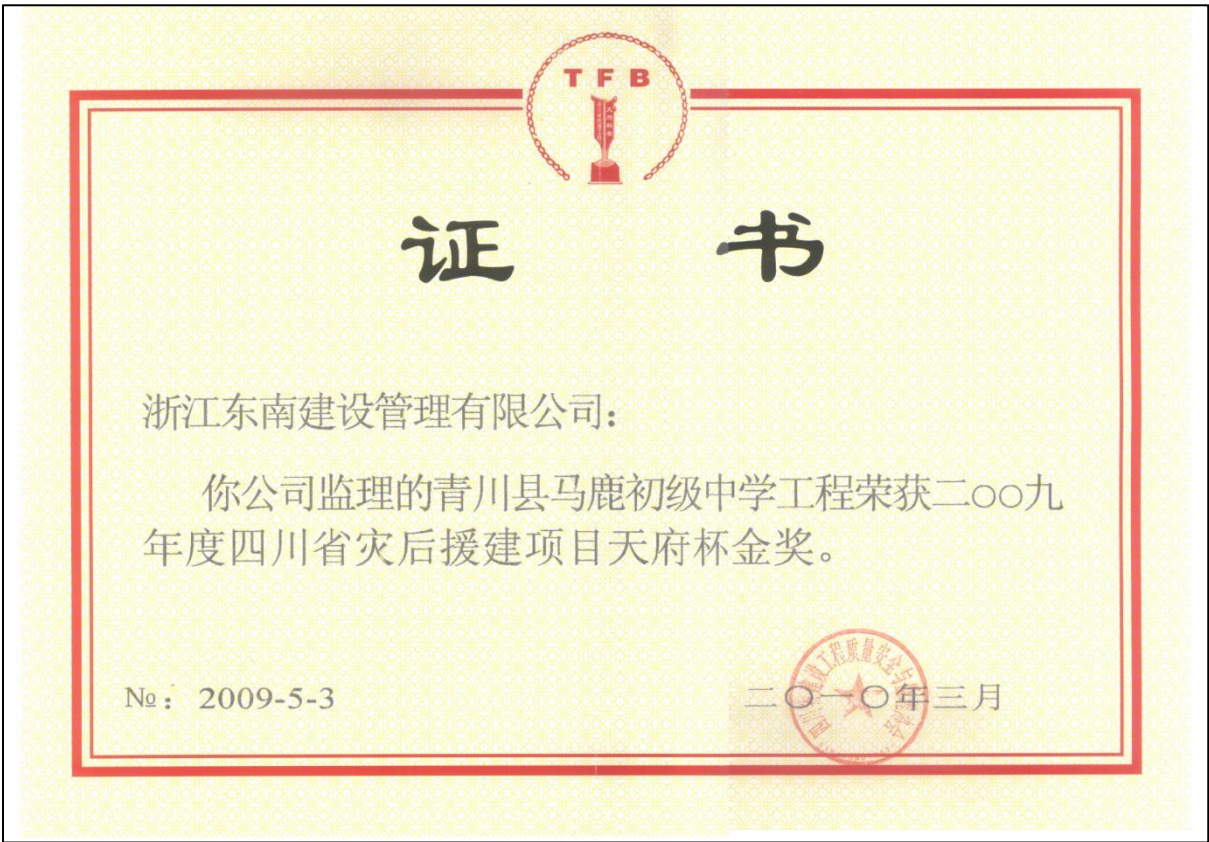 TFB
证 书
浙江东南建设管理有限公司：
你公司监理的青川县马鹿初级中学工程荣获二○○九
年度四川省灾后援建项目天府杯金奖。
№：2009-5-3
二〇一〇年三月